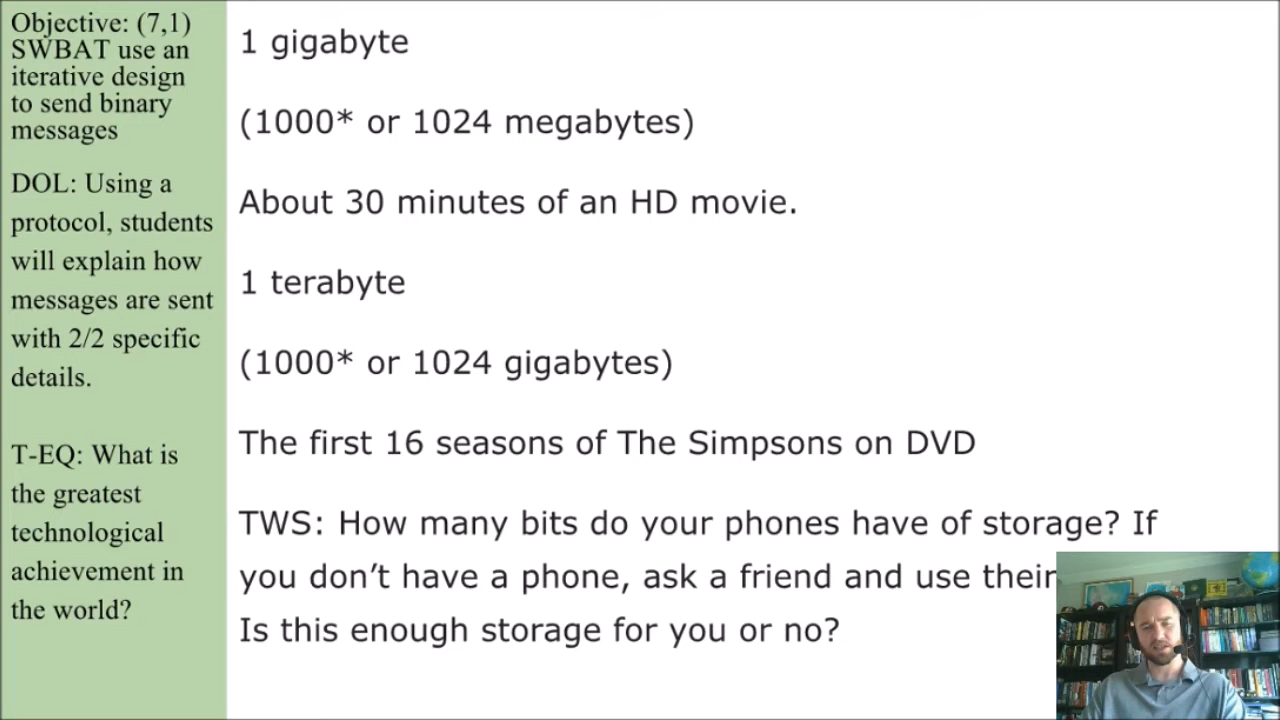 Objective: (7,1)
SWBAT use an
iterative design
to send binary
messages
DOL: Using a
protocol, students
will explain how
messages are sent
with 2/2 specific
details.
T-EQ: What is
the greatest
technological
achievement in
the world?
1 gigabyte
(1000* or 1024 megabytes)
About 30 minutes of an HD movie.
1 terabyte
(1000* or 1024 gigabytes)
The first 16 seasons of The Simpsons on DVD
TWS: How many bits do your phones have of storage? If
you don’t have a phone, ask a friend and use their
Is this enough storage for you or no?